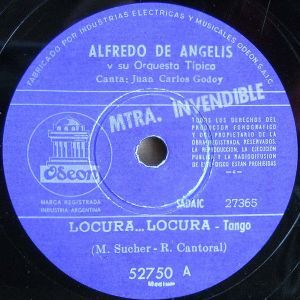 FABRICADO POR INDUSTRIAS ELECTRICAS Y MUSICALES ODEON S.A.I.C.
ALFREDO DE ANGELIS
y su Orquesta Típica
Canta: Juan Carlos Godoy
MTRA. INVENDIBLE
Odeon
MARCA REGISTRADA
INDUSTRIA ARGENTINA
TODOS LOS DERECHOS DEL
PRODUCTOR FONOGRAFICO
Y DEL PROPIETARIO DE LA
OBRA REGISTRADA, RESERVADOS.
LA REPRODUCCION, LA EJECUCION
PUBLICA Y LA RADIODIFUSION
DE ESTE DISCO ESTAN PROHIBIDAS
SADAIC 27365
LOCURA... LOCURA - Tango
(M. Sucher - R. Cantoral)
52750 A